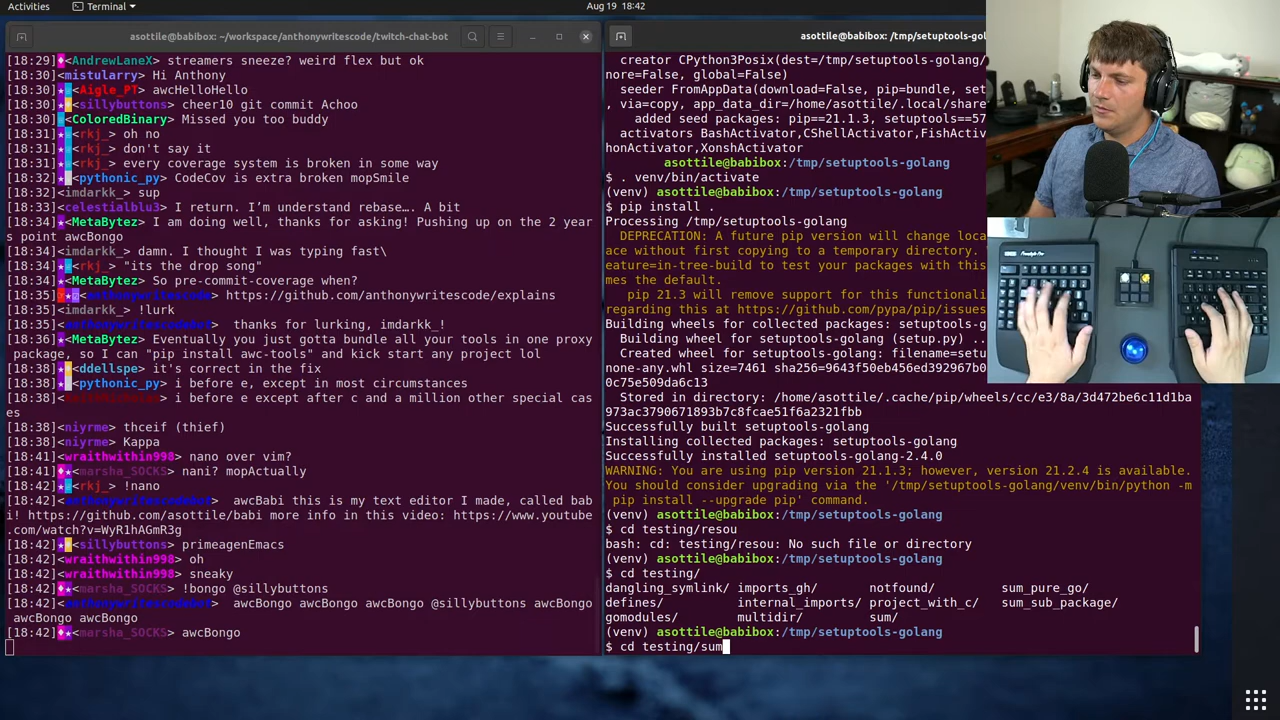 Activities
Terminal
Aug 19 18:42
asottile@babibox: ~/workspace/anthonywritescode/twitch-chat-bot
[18:29]<AndrewLaneX> streamers sneeze? weird flex but ok
[18:30]<mistularry> Hi Anthony
[18:30]<Aigle_PT> awcHelloHello
[18:30]<sillybuttons> cheer10 git commit Achoo
[18:30]<ColoredBinary> Missed you too buddy
[18:31]<rkj_> oh no
[18:31]<rkj_> don't say it
[18:31]<rkj_> every coverage system is broken in some way
[18:32]<pythonic_py> CodeCov is extra broken mopSmile
[18:32]<imdarkk_> sup
[18:33]<celestialblu3> I return. I’m understand rebase…. A bit
[18:34]<MetaBytez> I am doing well, thanks for asking! Pushing up on the 2 year
s point awcBongo
[18:34]<imdarkk_> damn. I thought I was typing fast\
[18:34]<rkj_> "its the drop song"
[18:34]<MetaBytez> So pre-commit-coverage when?
[18:35]<anthonywritescode> https://github.com/anthonywritescode/explains
[18:35]<imdarkk_> !lurk
[18:35]<anthonywritescodebot> thanks for lurking, imdarkk_!
[18:36]<MetaBytez> Eventually you just gotta bundle all your tools in one proxy
package, so I can "pip install awc-tools" and kick start any project lol
[18:38]<ddellspe> it's correct in the fix
[18:38]<pythonic_py> i before e, except in most circumstances
[18:38] i before e except after c and a million other special cas
es
[18:38]<niyrme> thceif (thief)
[18:38]<niyrme> Kappa
[18:41]<wraithwithin998> nano over vim?
[18:41]<marsha_SOCKS> nani? mopActually
[18:42]<rkj_> !nano
[18:42]<anthonywritescodebot> awcBabi this is my text editor I made, called bab
i! https://github.com/asottile/babi more info in this video: https://www.youtube
.com/watch?v=WyR1hAGmR3g
[18:42]<sillybuttons> primeagenEmacs
[18:42]<wraithwithin998> oh
[18:42]<wraithwithin998> sneaky
[18:42]<marsha_SOCKS> !bongo @sillybuttons
[18:42]<anthonywritescodebot> awcBongo awcBongo awcBongo @sillybuttons awcBongo
awcBongo awcBongo
[18:42]<marsha_SOCKS> awcBongo
asottile@babibox: /tmp/setuptools-gola
creator CPython3Posix(dest=/tmp/setuptools-golang/
nore=False, global=False)
seeder FromAppData(download=False, pip=bundle, set
, via=copy, app_data_dir=/home/asottile/.local/share
added seed packages: pip==21.1.3, setuptools==57
activators BashActivator,CShellActivator,FishActiv
honActivator,XonshActivator
asottile@babibox:/tmp/setuptools-golang
$ . venv/bin/activate
(venv) asottile@babibox:/tmp/setuptools-golang
$ pip install .
Processing /tmp/setuptools-golang
DEPRECATION: A future pip version will change loca
ace without first copying to a temporary directory.
eature=in-tree-build to test your packages with this
mes the default.
pip 21.3 will remove support for this functionali
regarding this at https://github.com/pypa/pip/issues
Building wheels for collected packages: setuptools-g
Building wheel for setuptools-golang (setup.py) ..
Created wheel for setuptools-golang: filename=setu
none-any.whl size=7461 sha256=9643f50eb456ed392967b0
0c75e509da6c13
Stored in directory: /home/asottile/.cache/pip/wheels/cc/e3/8a/3d472be6c11d1ba
973ac3790671893b7c8fcae51f6a2321fbb
Successfully built setuptools-golang
Installing collected packages: setuptools-golang
Successfully installed setuptools-golang-2.4.0
WARNING: You are using pip version 21.1.3; however, version 21.2.4 is available.
You should consider upgrading via the '/tmp/setuptools-golang/venv/bin/python -m
pip install --upgrade pip' command.
(venv) asottile@babibox:/tmp/setuptools-golang
$ cd testing/resou
bash: cd: testing/resou: No such file or directory
(venv) asottile@babibox:/tmp/setuptools-golang
$ cd testing/
dangling_symlink/ imports_gh/ notfound/ sum_pure_go/
defines/ internal_imports/ project_with_c/ sum_sub_package/
gomodules/ multidir/ sum/
(venv) asottile@babibox:/tmp/setuptools-golang
$ cd testing/sum